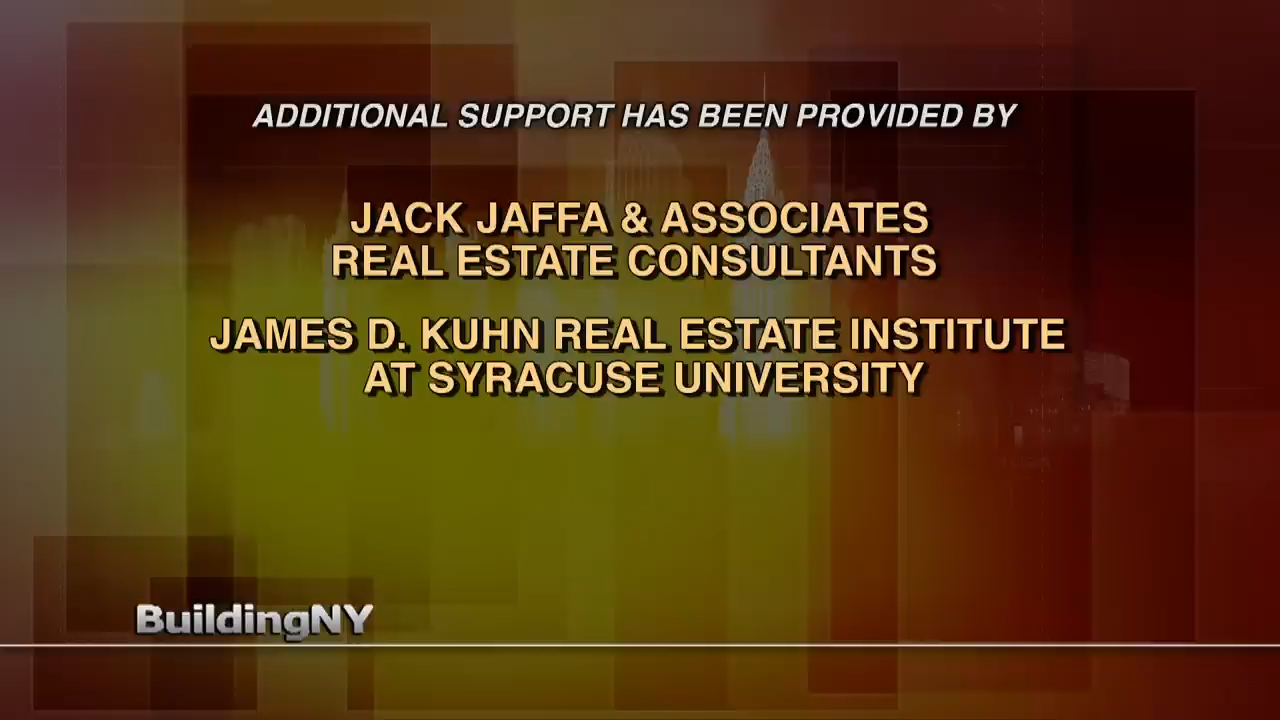 ADDITIONAL SUPPORT HAS BEEN PROVIDED BY
JACK JAFFA & ASSOCIATES
REAL ESTATE CONSULTANTS
JAMES D. KUHN REAL ESTATE INSTITUTE
AT SYRACUSE UNIVERSITY
BuildingNY